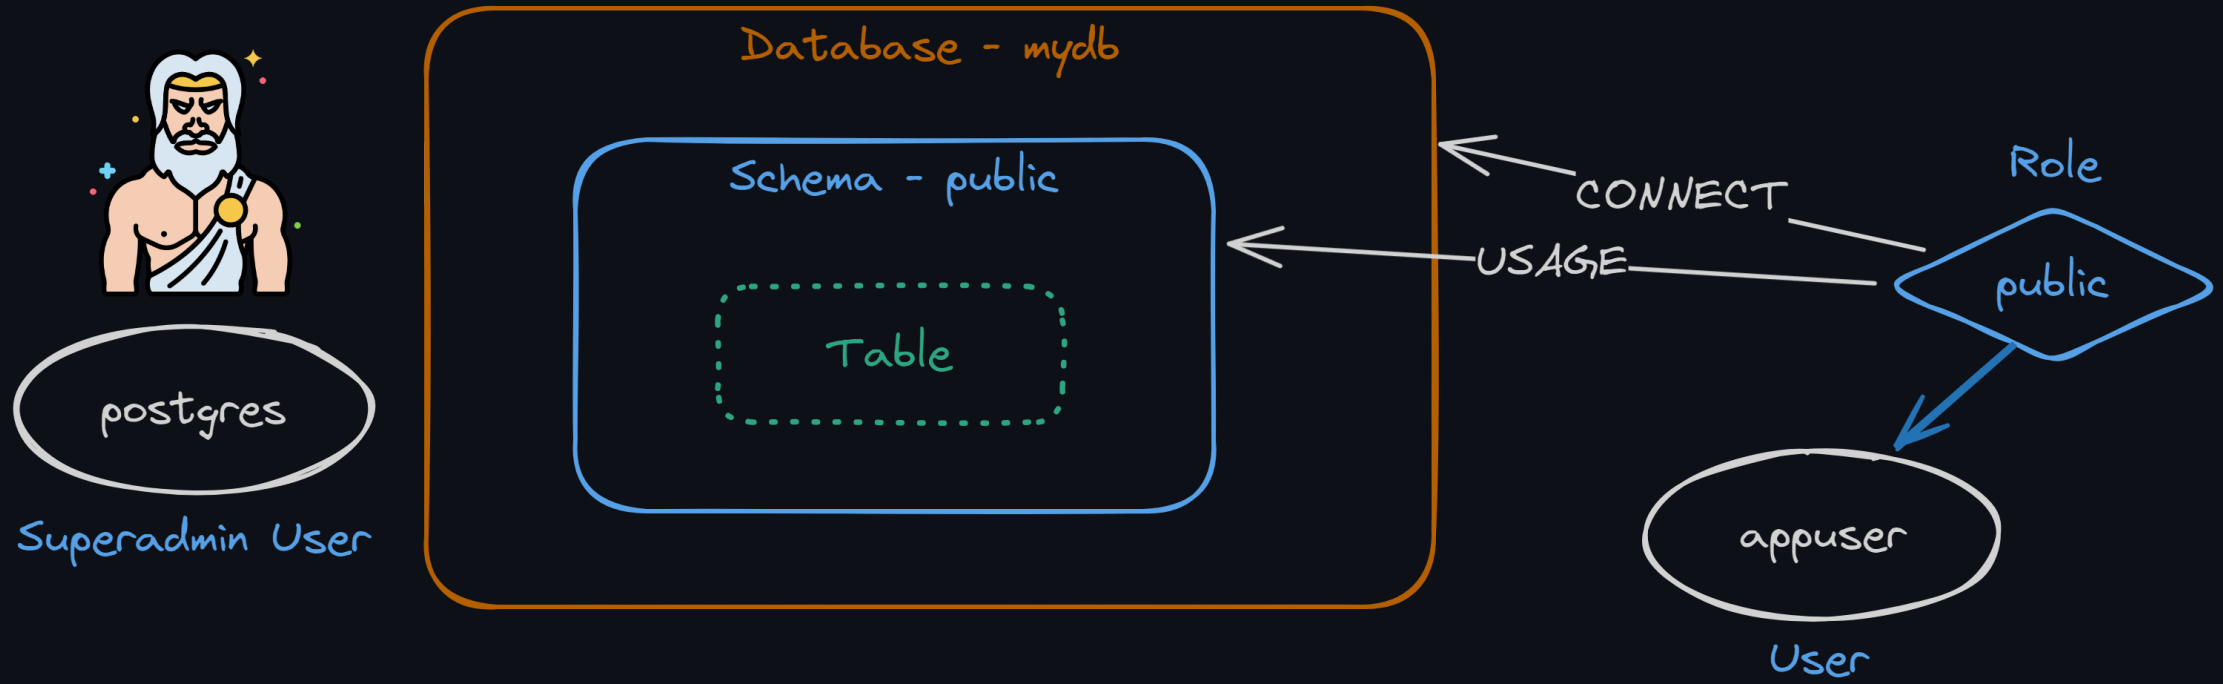 Database - mydb
Schema - public
Table
CONNECT
USAGE
Role
public
postgres
Superadmin User
appuser
User